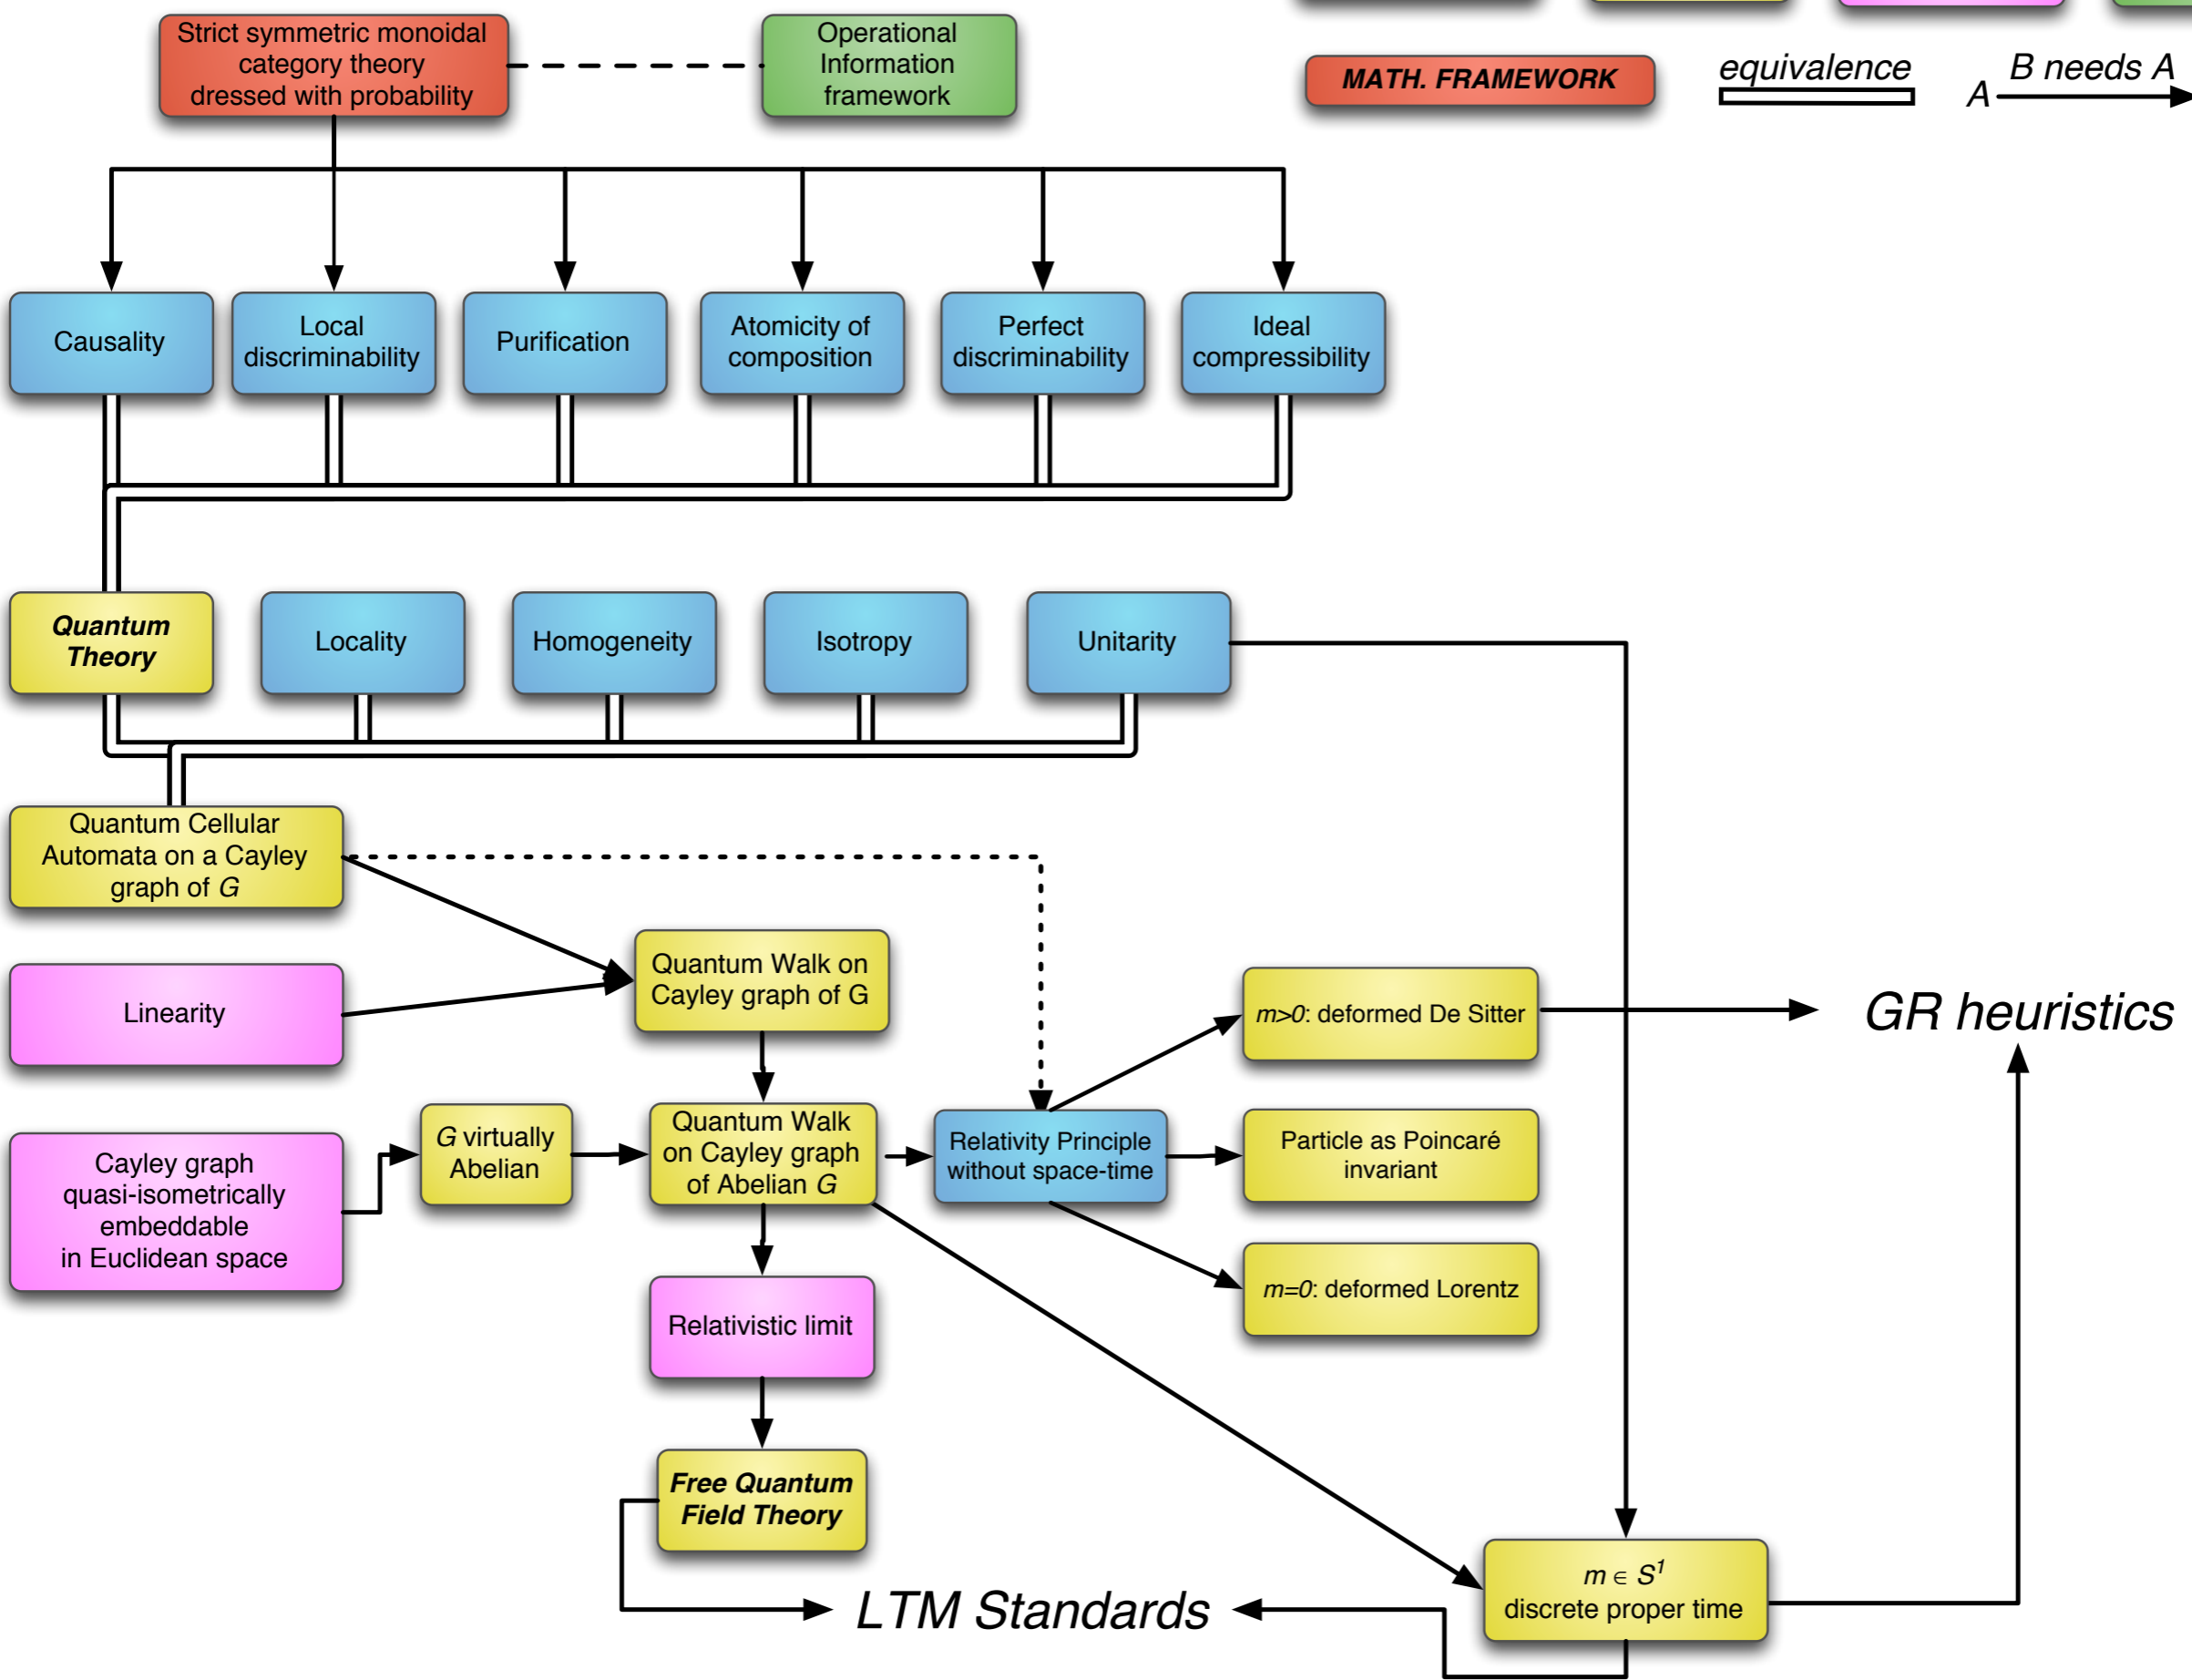 Strict symmetric monoidal
category theory
dressed with probability
Operational
Information
framework
MATH. FRAMEWORK
equivalence
A
B needs A
Causality
Local
discriminability
Purification
Atomicity of
composition
Perfect
discriminability
Ideal
compressibility
Quantum
Theory
Locality
Homogeneity
Isotropy
Unitarity
Quantum Cellular
Automata on a Cayley
graph of G
Linearity
Quantum Walk on
Cayley graph of G
m>0: deformed De Sitter
GR heuristics
Cayley graph
quasi-isometrically
embeddable
in Euclidean space
G virtually
Abelian
Quantum Walk
on Cayley graph
of Abelian G
Relativity Principle
without space-time
Particle as Poincaré
invariant
m=0: deformed Lorentz
Relativistic limit
Free Quantum
Field Theory
LTM Standards
m ∈ S¹
discrete proper time